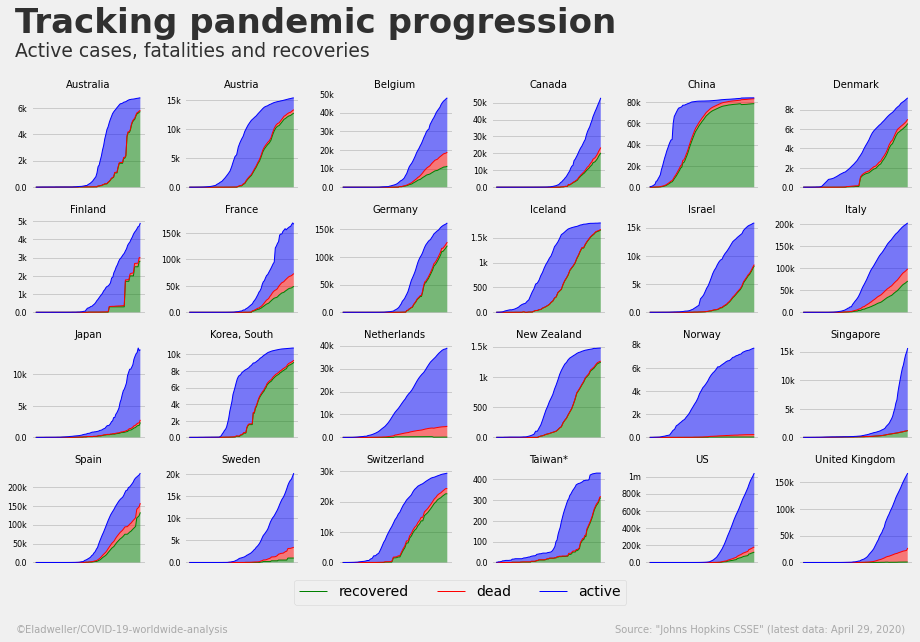 Tracking pandemic progression
Active cases, fatalities and recoveries
Australia Austria Belgium Canada China Denmark
6k 4k 2k 0.0
15k 10k 5k 0.0
50k 40k 30k 20k 10k 0.0
50k 40k 30k 20k 10k 0.0
80k 60k 40k 20k 0.0
8k 6k 4k 2k 0.0
Finland France Germany Iceland Israel Italy
5k 4k 3k 2k 1k 0.0
150k 100k 50k 0.0
150k 100k 50k 0.0
1.5k 1k 500 0.0
15k 10k 5k 0.0
200k 150k 100k 50k 0.0
Japan Korea, South Netherlands New Zealand Norway Singapore
10k 5k 0.0
10k 8k 6k 4k 2k 0.0
40k 30k 20k 10k 0.0
1.5k 1k 500 0.0
8k 6k 4k 2k 0.0
15k 10k 5k 0.0
Spain Sweden Switzerland Taiwan* US United Kingdom
200k 150k 100k 50k 0.0
20k 15k 10k 5k 0.0
30k 20k 10k 0.0
400 300 200 100 0.0
1m 800k 600k 400k 200k 0.0
150k 100k 50k 0.0
recovered dead active
©Eladweller/COVID-19-worldwide-analysis
Source: "Johns Hopkins CSSE" (latest data: April 29, 2020)